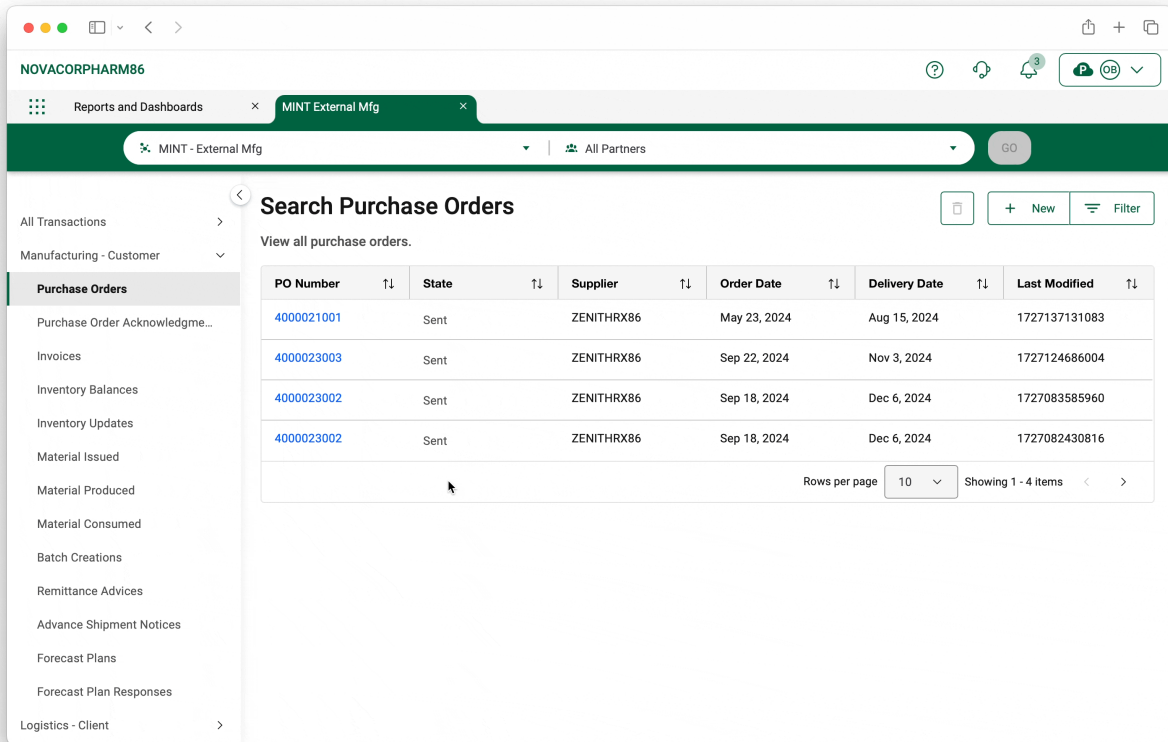 NOVACORPHARM86
3
P
OB
Reports and Dashboards
MINT External Mfg
MINT - External Mfg
All Partners
GO
All Transactions
Manufacturing - Customer
Purchase Orders
Purchase Order Acknowledgme...
Invoices
Inventory Balances
Inventory Updates
Material Issued
Material Produced
Material Consumed
Batch Creations
Remittance Advices
Advance Shipment Notices
Forecast Plans
Forecast Plan Responses
Logistics - Client
Search Purchase Orders
View all purchase orders.
New
Filter
PO Number State Supplier Order Date Delivery Date Last Modified
4000021001 Sent ZENITHRX86 May 23, 2024 Aug 15, 2024 1727137131083
4000023003 Sent ZENITHRX86 Sep 22, 2024 Nov 3, 2024 1727124686004
4000023002 Sent ZENITHRX86 Sep 18, 2024 Dec 6, 2024 1727083585960
4000023002 Sent ZENITHRX86 Sep 18, 2024 Dec 6, 2024 1727082430816
Rows per page 10 Showing 1 - 4 items